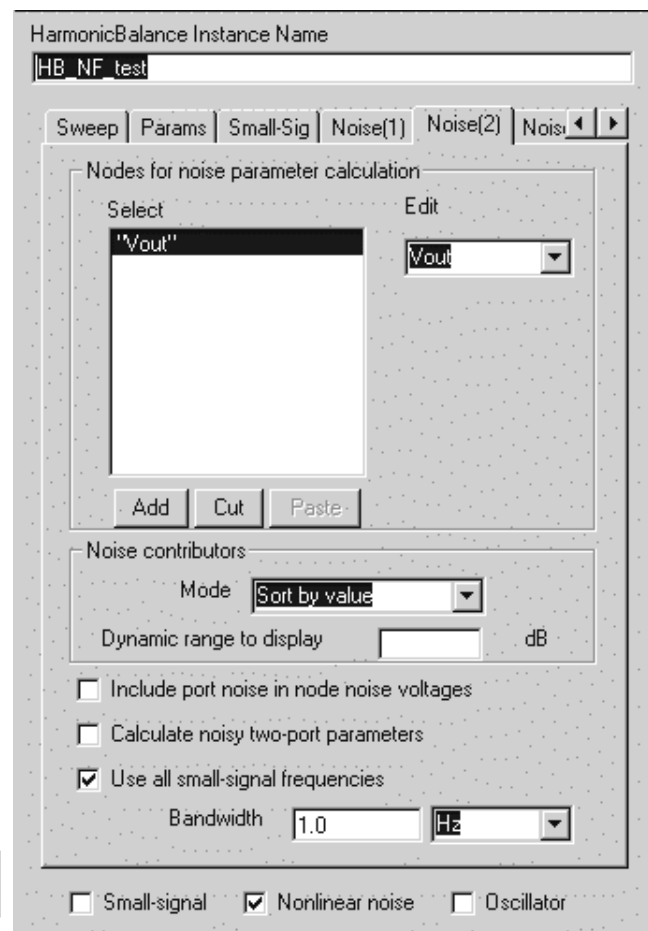 HarmonicBalance Instance Name
HB_NF_test
Sweep Params Small-Sig Noise(1) Noise(2) Nois
Nodes for noise parameter calculation
Select Edit
"Vout" Vout
Add Cut Paste
Noise contributors
Mode Sort by value
Dynamic range to display dB
Include port noise in node noise voltages
Calculate noisy two-port parameters
Use all small-signal frequencies
Bandwidth 1.0 Hz
Small-signal Nonlinear noise Oscillator